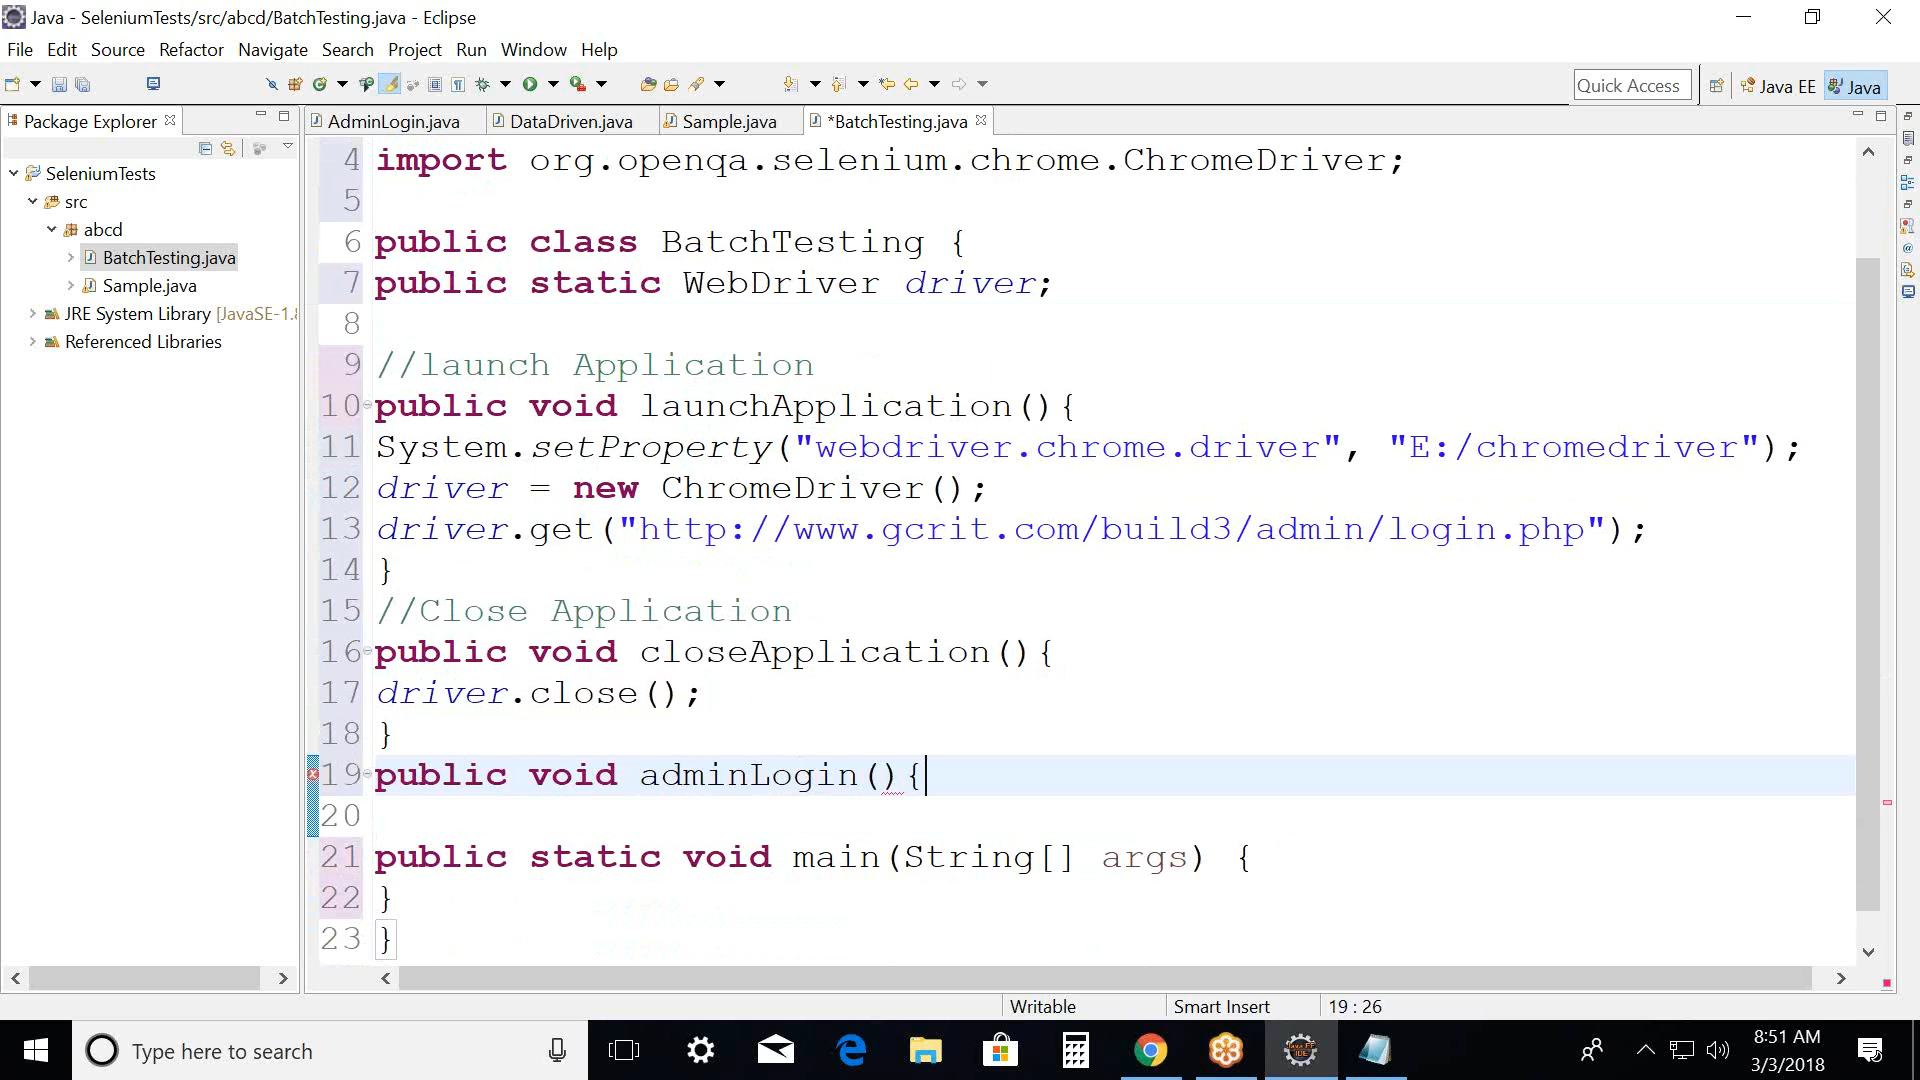 Java - SeleniumTests/src/abcd/BatchTesting.java - Eclipse
File Edit Source Refactor Navigate Search Project Run Window Help
Quick Access Java EE Java
Package Explorer AdminLogin.java DataDriven.java Sample.java *BatchTesting.java
SeleniumTests
src
abcd
BatchTesting.java
Sample.java
JRE System Library [JavaSE-1.8
Referenced Libraries
4 import org.openqa.selenium.chrome.ChromeDriver;
5
6 public class BatchTesting {
7 public static WebDriver driver;
8
9 //launch Application
10 public void launchApplication(){
11 System.setProperty("webdriver.chrome.driver", "E:/chromedriver");
12 driver = new ChromeDriver();
13 driver.get("http://www.gcrit.com/build3/admin/login.php");
14 }
15 //Close Application
16 public void closeApplication(){
17 driver.close();
18 }
19 public void adminLogin(){
20
21 public static void main(String[] args) {
22 }
23 }
Writable Smart Insert 19 : 26
Type here to search
8:51 AM
3/3/2018